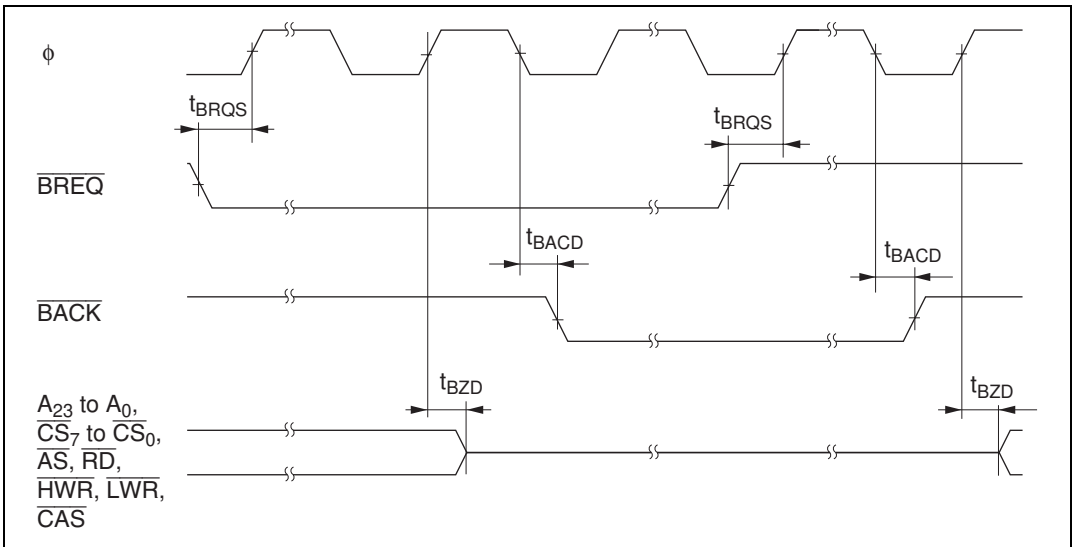 φ
tBRQS
tBRQS
BREQ
tBACD
tBACD
BACK
tBZD
tBZD
A23 to A0,
CS7 to CS0,
AS, RD,
HWR, LWR,
CAS